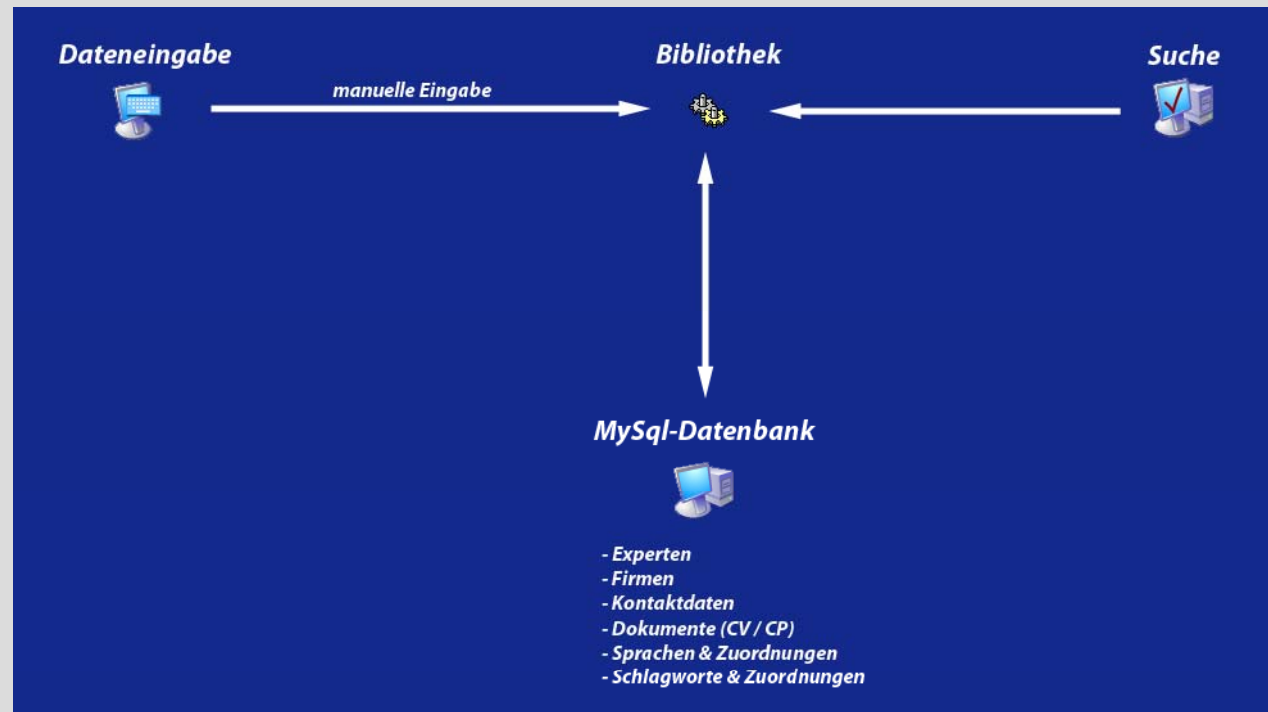 Dateneingabe
Bibliothek
Suche
manuelle Eingabe
MySql-Datenbank
- Experten
- Firmen
- Kontaktdaten
- Dokumente (CV / CP)
- Sprachen & Zuordnungen
- Schlagworte & Zuordnungen